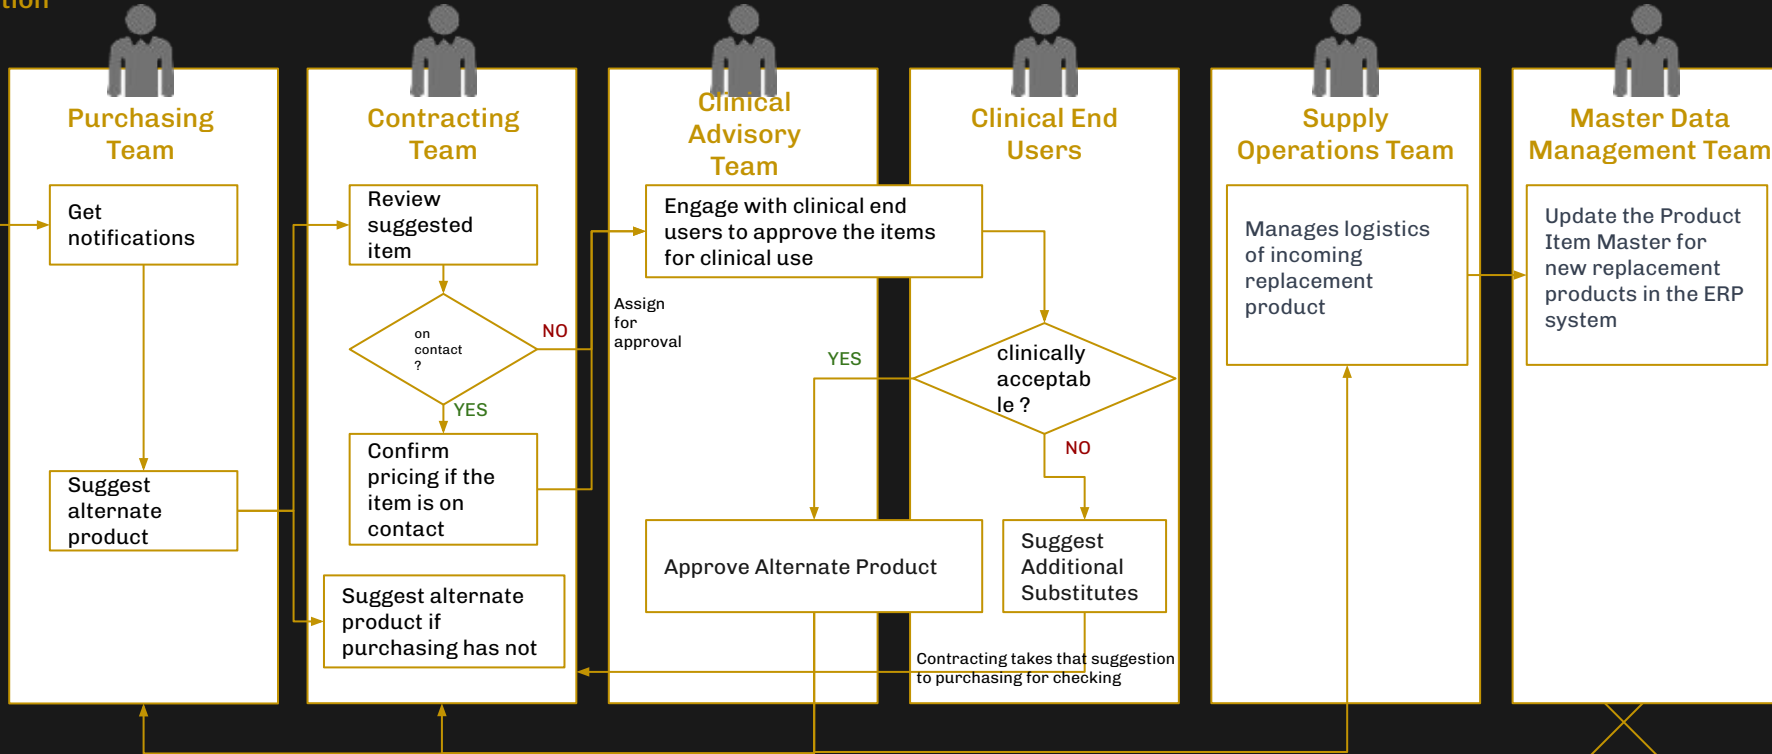 tion
Purchasing
Team
Get
notifications
Suggest
alternate
product
Contracting
Team
Review
suggested
item
on
contact
?
NO
YES
Confirm
pricing if the
item is on
contact
Suggest alternate
product if
purchasing has not
Clinical
Advisory
Team
Engage with clinical end
users to approve the items
for clinical use
Assign
for
approval
YES
Approve Alternate Product
Clinical End
Users
clinically
acceptab
le ?
NO
Suggest
Additional
Substitutes
Contracting takes that suggestion
to purchasing for checking
Supply
Operations Team
Manages logistics
of incoming
replacement
product
Master Data
Management Team
Update the Product
Item Master for
new replacement
products in the ERP
system